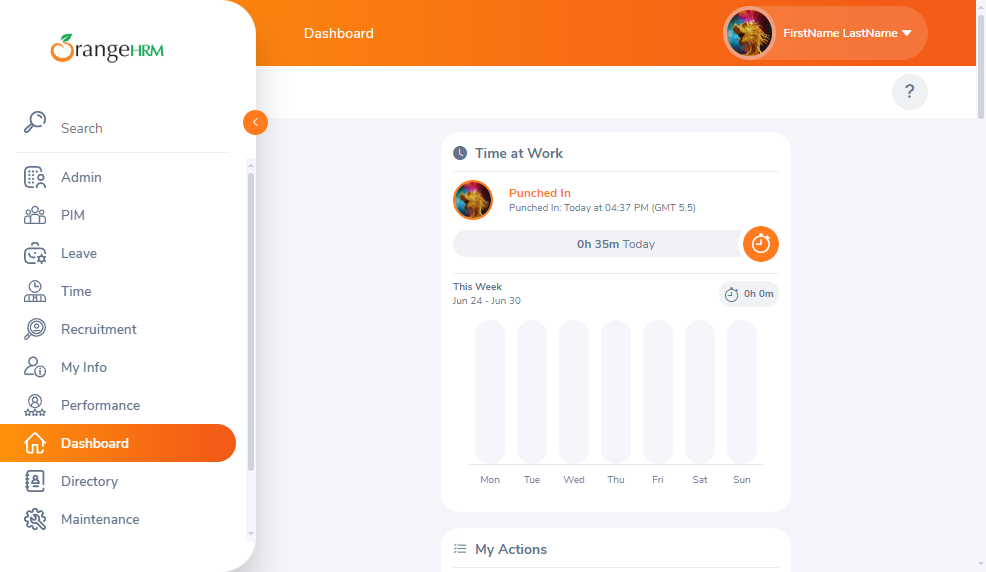 OrangeHRM
Search
Admin
PIM
Leave
Time
Recruitment
My Info
Performance
Dashboard
Directory
Maintenance
Dashboard
FirstName LastName
?
Time at Work
Punched In
Punched In: Today at 04:37 PM (GMT 5.5)
0h 35m Today
This Week
Jun 24 - Jun 30
0h 0m
Mon Tue Wed Thu Fri Sat Sun
My Actions